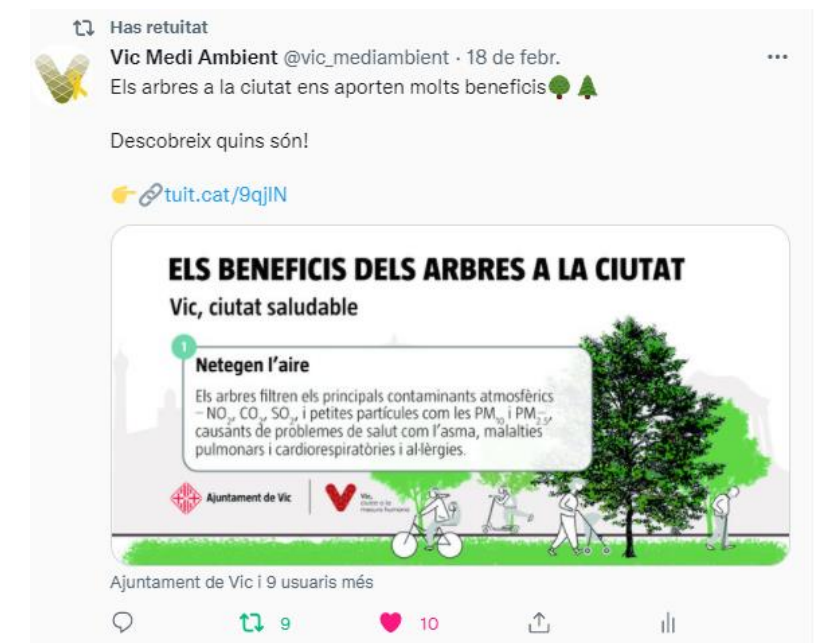 Has retuitat
Vic Medi Ambient @vic_mediambient · 18 de febr.
Els arbres a la ciutat ens aporten molts beneficis🌳🌲
Descobreix quins són!
👉🔗tuit.cat/9qjlN
ELS BENEFICIS DELS ARBRES A LA CIUTAT
Vic, ciutat saludable
1
Netegen l'aire
Els arbres filtren els principals contaminants atmosfèrics
– NO₂, CO₂, SO₂, i petites partícules com les PM₁₀ i PM₂.₅,
causants de problemes de salut com l'asma, malalties
pulmonars i cardiorespiratòries i al·lèrgies.
Ajuntament de Vic
Vic,
ciutat a la
mesura humana
Ajuntament de Vic i 9 usuaris més
9
10